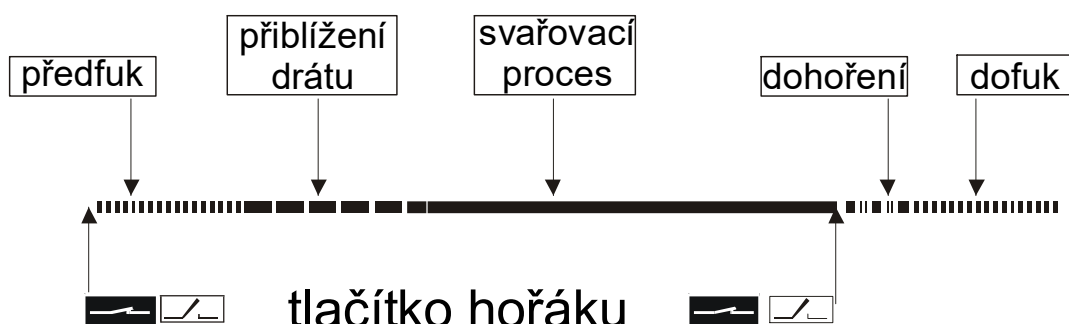 předfuk
přiblížení
drátu
svařovací
proces
dohoření
dofuk
tlačítko hořáku